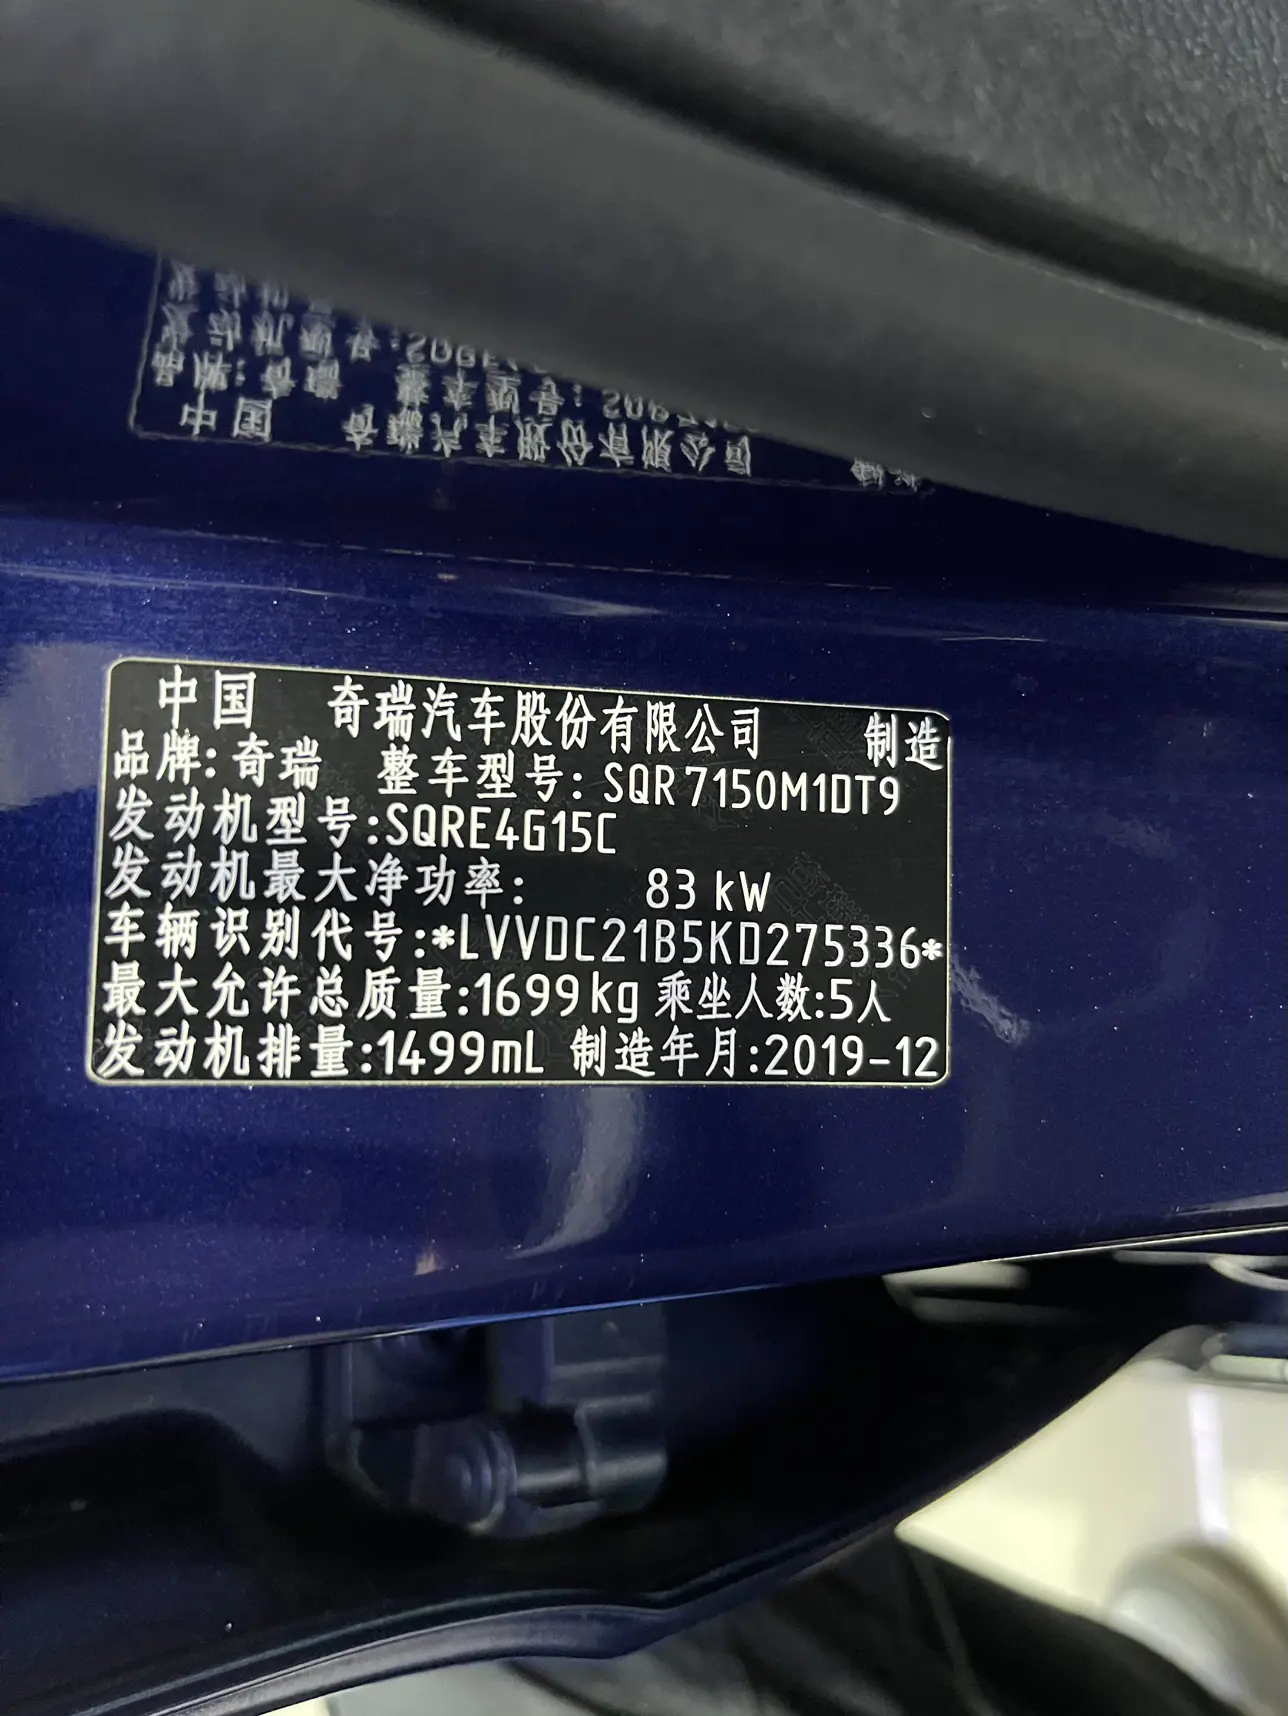 中国 奇瑞汽车股份有限公司 制造
品牌:奇瑞 整车型号:SQR7150M1DT9
发动机型号:SQRE4G15C
发动机最大净功率: 83 kW
车辆识别代号:*LVVDC21B5KD275336*
最大允许总质量:1699kg 乘坐人数:5人
发动机排量:1499mL 制造年月:2019-12